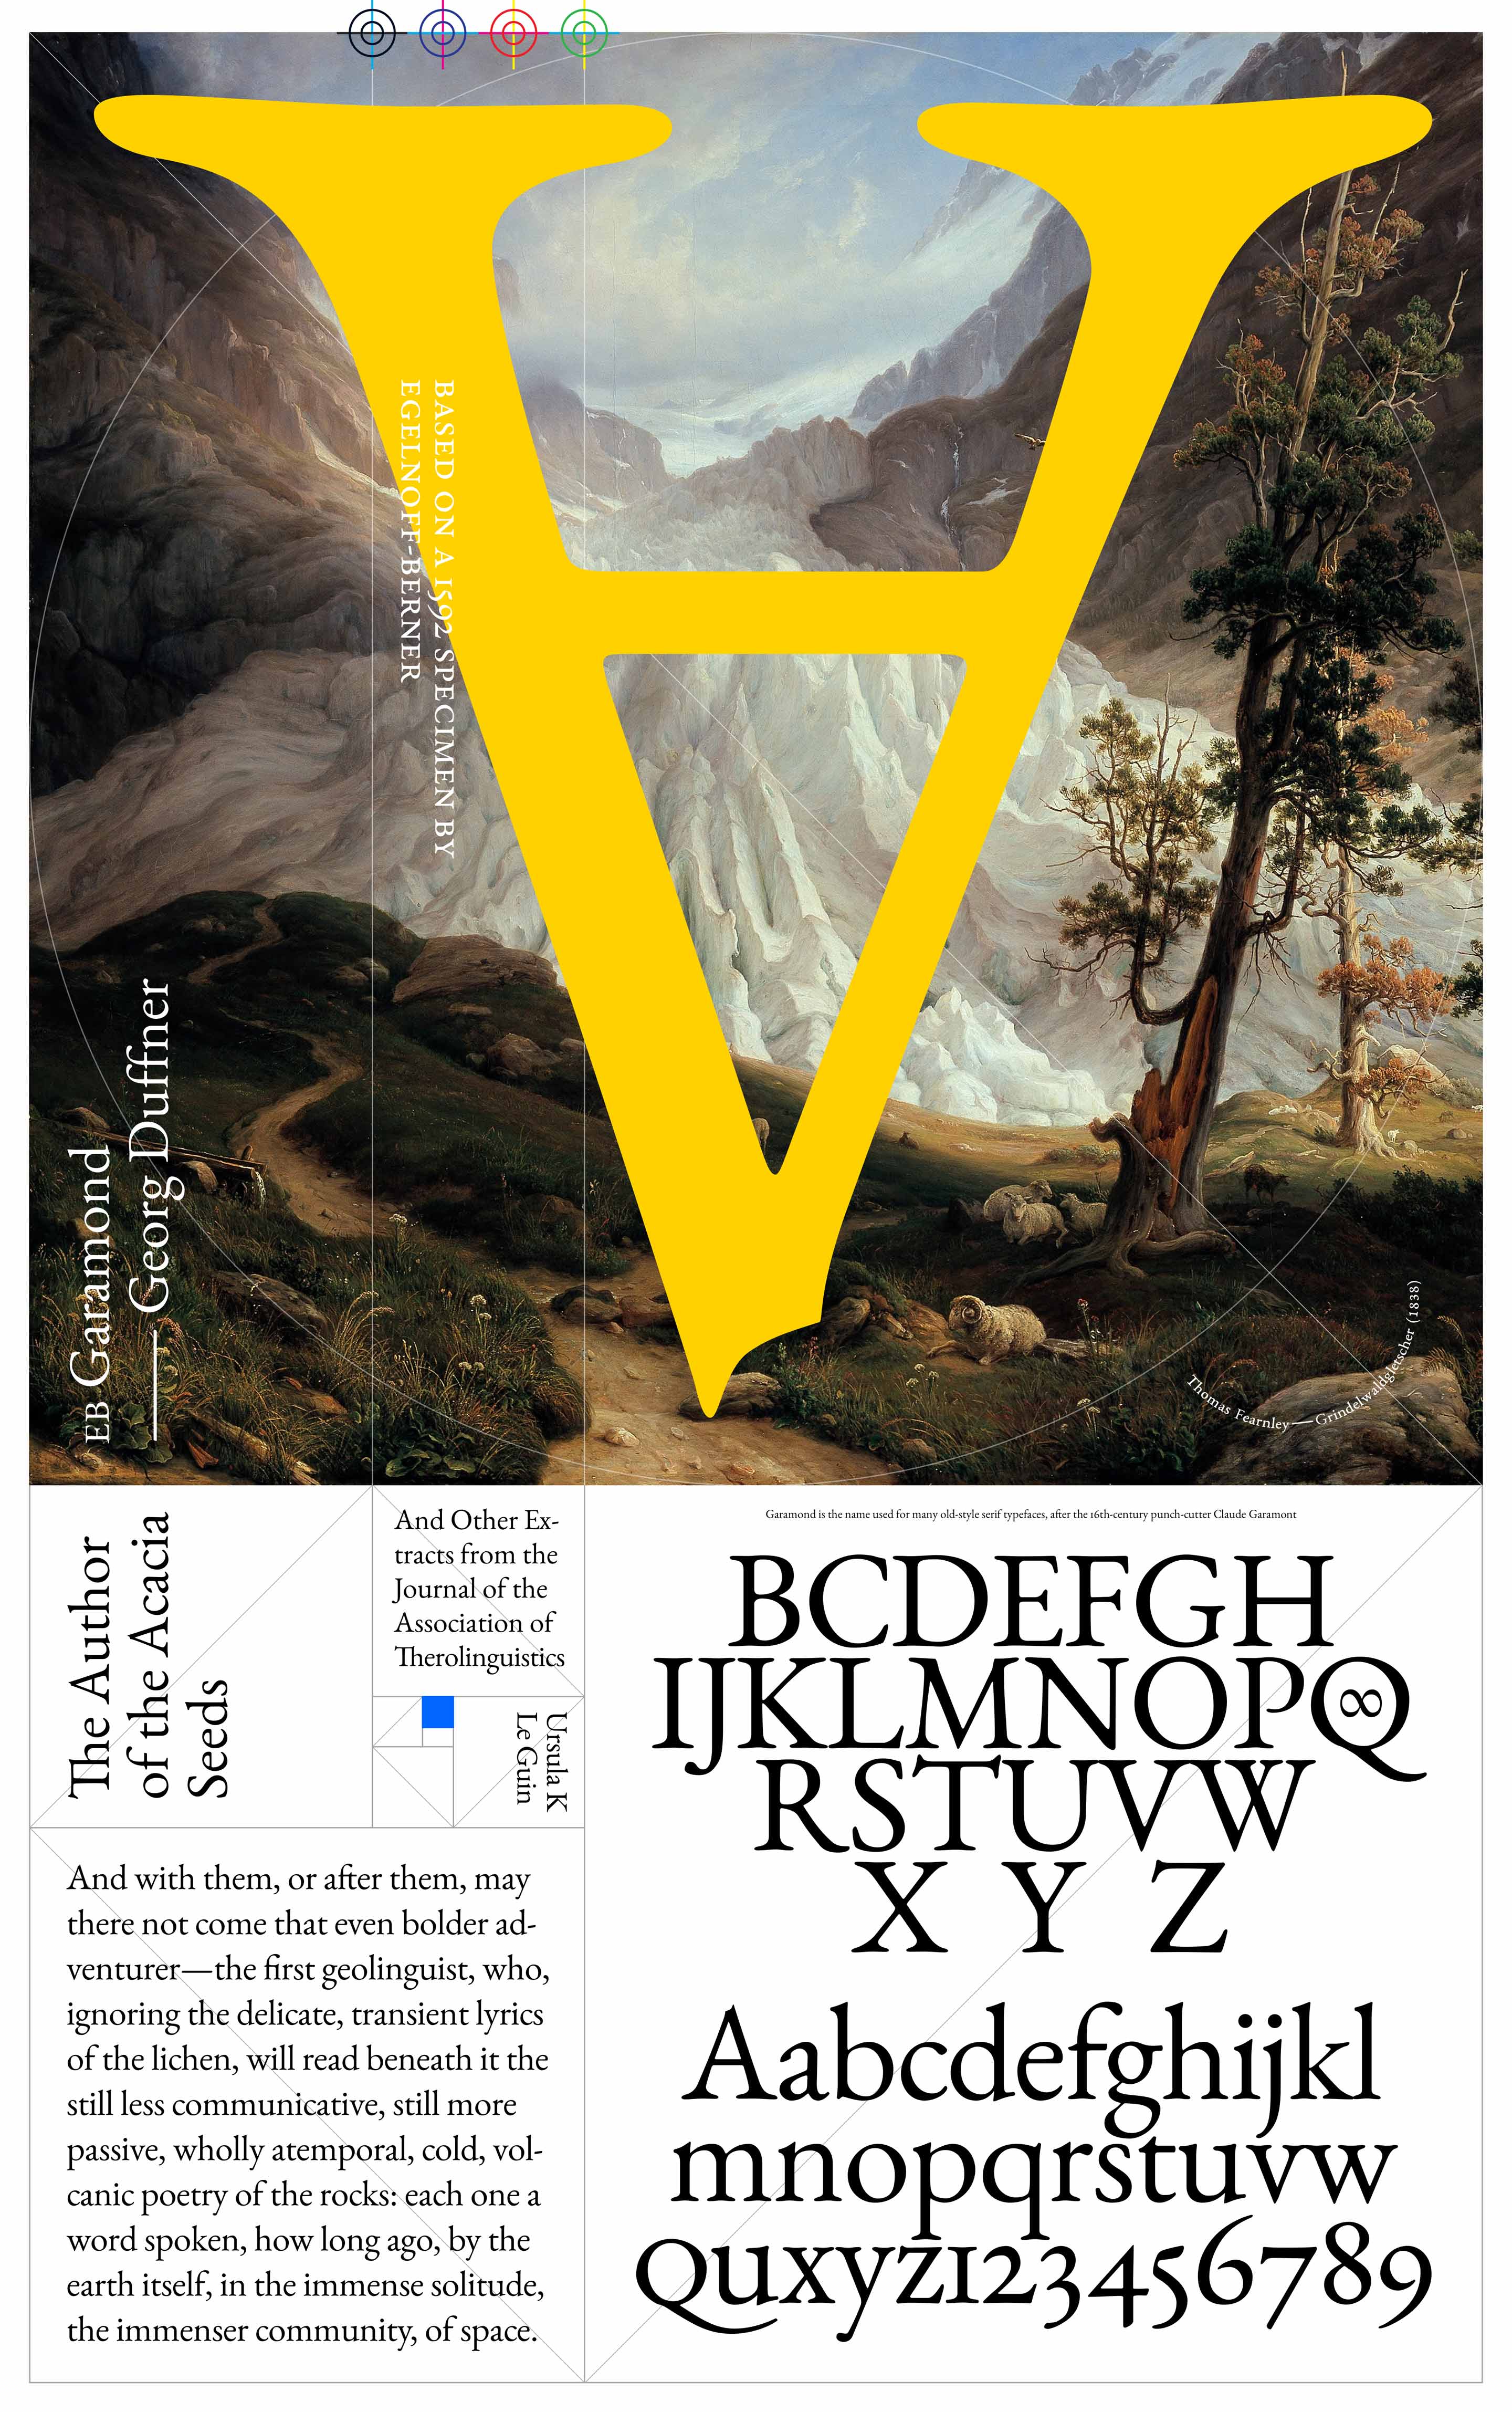 A
BASED ON A 1592 SPECIMEN BY
EGELNOFF-BERNER
EB Garamond
—— Georg Duffner
Thomas Fearnley—Grindelwaldgletscher (1838)
The Author
of the Acacia
Seeds
And Other Ex-
tracts from the
Journal of the
Association of
Therolinguistics
Ursula K
Le Guin
And with them, or after them, may
there not come that even bolder ad-
venturer—the first geolinguist, who,
ignoring the delicate, transient lyrics
of the lichen, will read beneath it the
still less communicative, still more
passive, wholly atemporal, cold, vol-
canic poetry of the rocks: each one a
word spoken, how long ago, by the
earth itself, in the immense solitude,
the immenser community, of space.
Garamond is the name used for many old-style serif typefaces, after the 16th-century punch-cutter Claude Garamont
BCDEFGH
IJKLMNOPQ
∞
RSTUVW
X Y Z
Aabcdefghijkl
mnopqrstuvw
Quxyz123456789